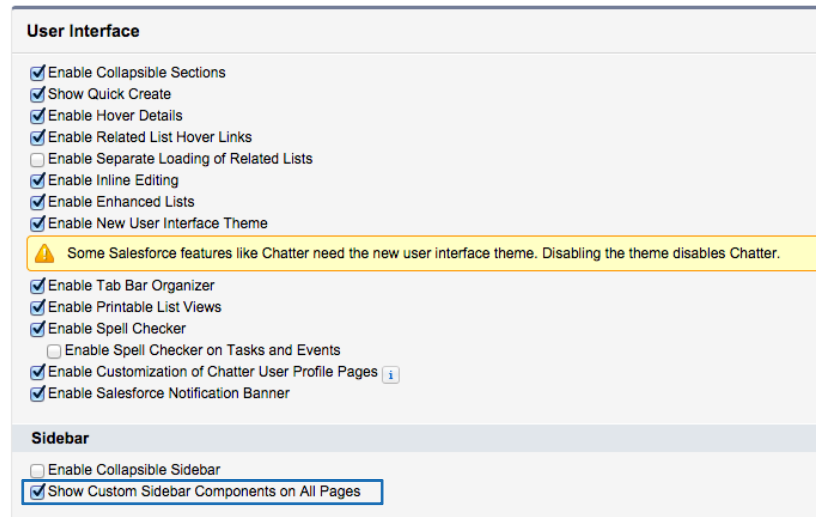 User Interface
Enable Collapsible Sections
Show Quick Create
Enable Hover Details
Enable Related List Hover Links
Enable Separate Loading of Related Lists
Enable Inline Editing
Enable Enhanced Lists
Enable New User Interface Theme
Some Salesforce features like Chatter need the new user interface theme. Disabling the theme disables Chatter.
Enable Tab Bar Organizer
Enable Printable List Views
Enable Spell Checker
Enable Spell Checker on Tasks and Events
Enable Customization of Chatter User Profile Pages i
Enable Salesforce Notification Banner
Sidebar
Enable Collapsible Sidebar
Show Custom Sidebar Components on All Pages